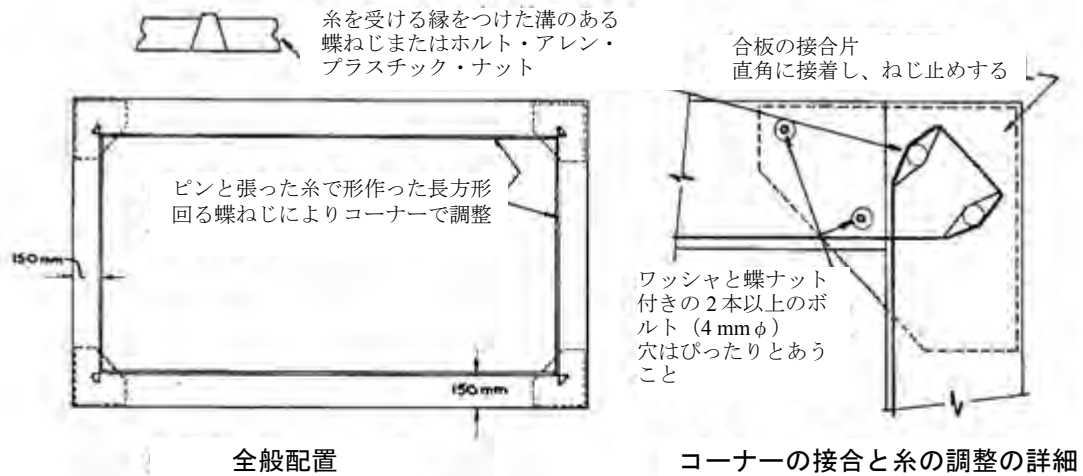 糸を受ける縁をつけた溝のある
蝶ねじまたはホルト・アレン・
プラスチック・ナット
合板の接合片
直角に接着し、ねじ止めする
ピンと張った糸で形作った長方形
回る蝶ねじによりコーナーで調整
150mm
150mm
ワッシャと蝶ナット
付きの 2 本以上のボ
ルト（4 mmφ）
穴はぴったりとあう
こと
全般配置
コーナーの接合と糸の調整の詳細